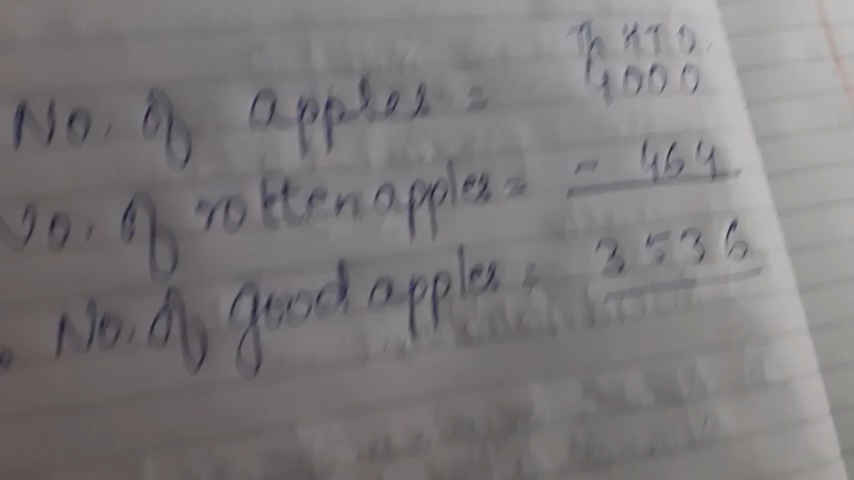 Th H T O.
No. of apples = 4000
No. of rotten apples = - 464
No. of good apples = 3536